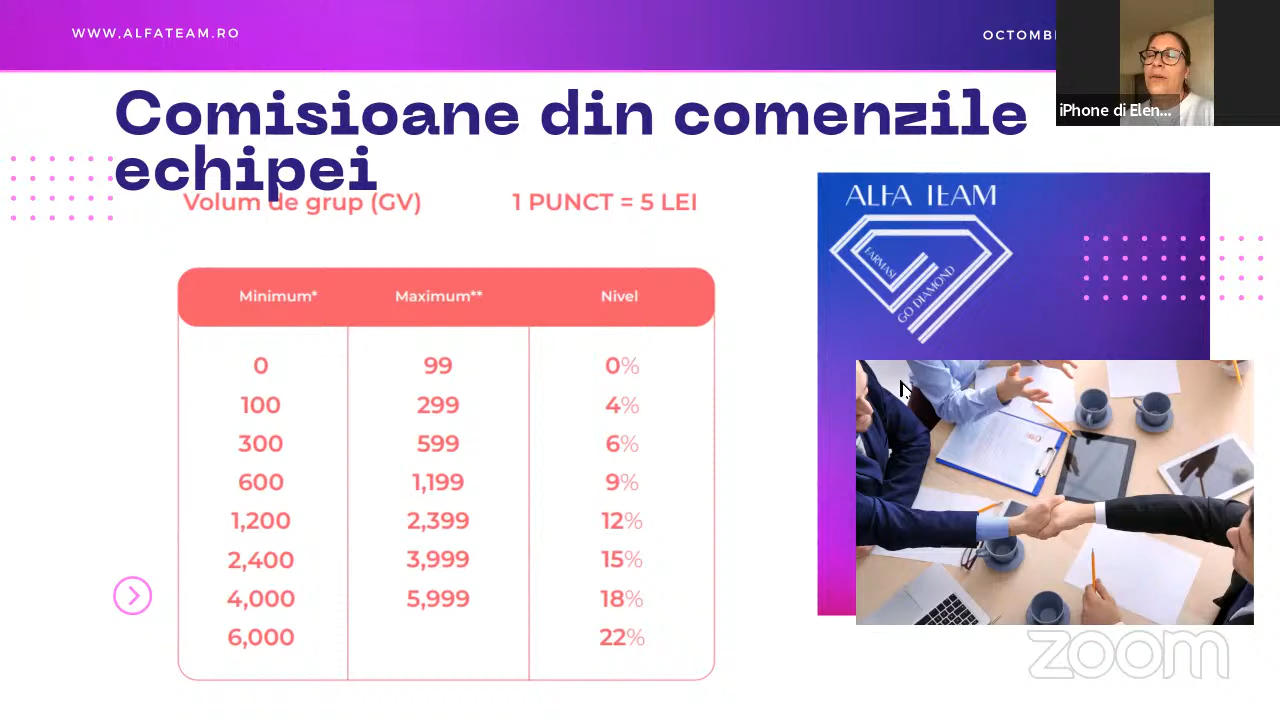 WWW.ALFATEAM.RO
OCTOMB
iPhone di Elen...
Comisioane din comenzile
echipei
Volum de grup (GV) 1 PUNCT = 5 LEI
ALFA TEAM
FARMASI
GO DIAMOND
Minimum* Maximum** Nivel
0 99 0%
100 299 4%
300 599 6%
600 1,199 9%
1,200 2,399 12%
2,400 3,999 15%
4,000 5,999 18%
6,000 22%
zoom